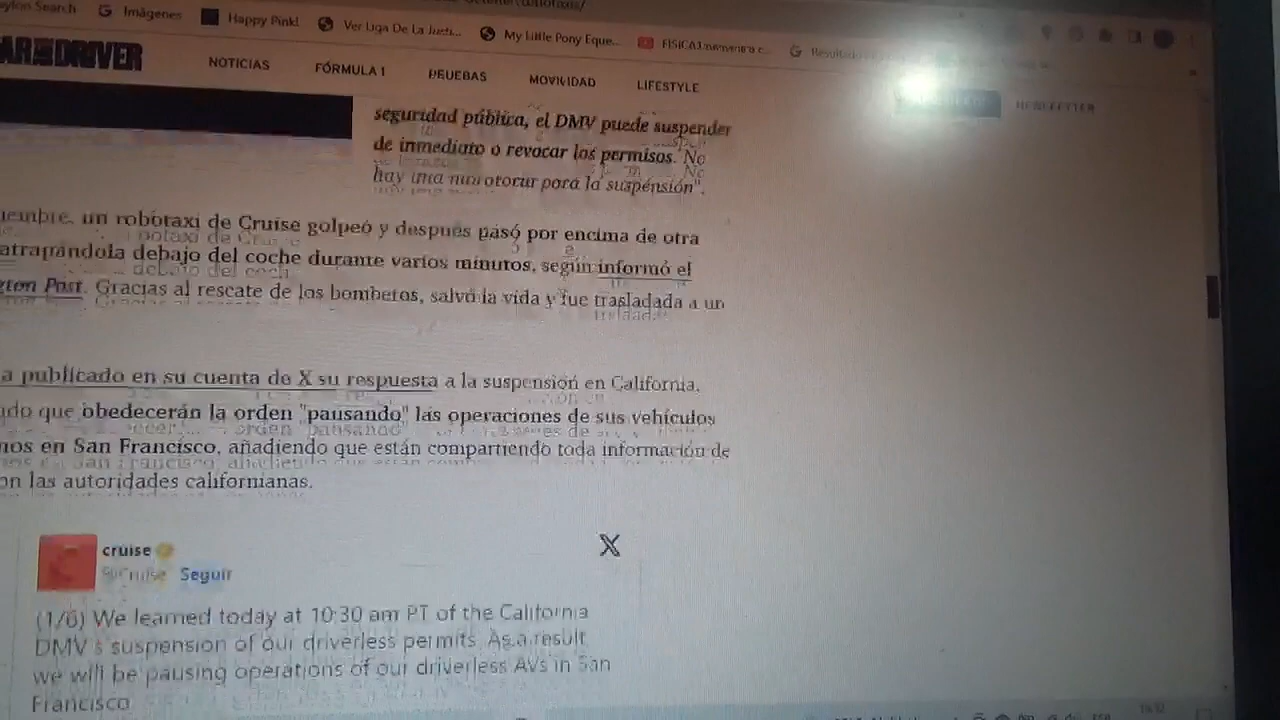 Search Imágenes Happy Pink! Ver Liga De La Justi... My Little Pony Eque...
NOTICIAS FÓRMULA 1 PRUEBAS MOVILIDAD LIFESTYLE
NEWSLETTER
seguridad pública, el DMV puede suspender
de inmediato o revocar los permisos. No
hay una para la suspensión".
un robotaxi de Cruise golpeó y después pasó por encima de otra
atrapándola debajo del coche durante varios minutos, según informó el
Post. Gracias al rescate de los bomberos, salvó la vida y fue trasladada a un
a publicado en su cuenta de X su respuesta a la suspensión en California,
que obedecerán la orden "pausando" las operaciones de sus vehículos
en San Francisco, añadiendo que están compartiendo toda información de
las autoridades californianas.
cruise
@Cruise Seguir
X
(1/6) We learned today at 10:30 am PT of the California
DMV's suspension of our driverless permits. As a result,
we will be pausing operations of our driverless AVs in San
Francisco